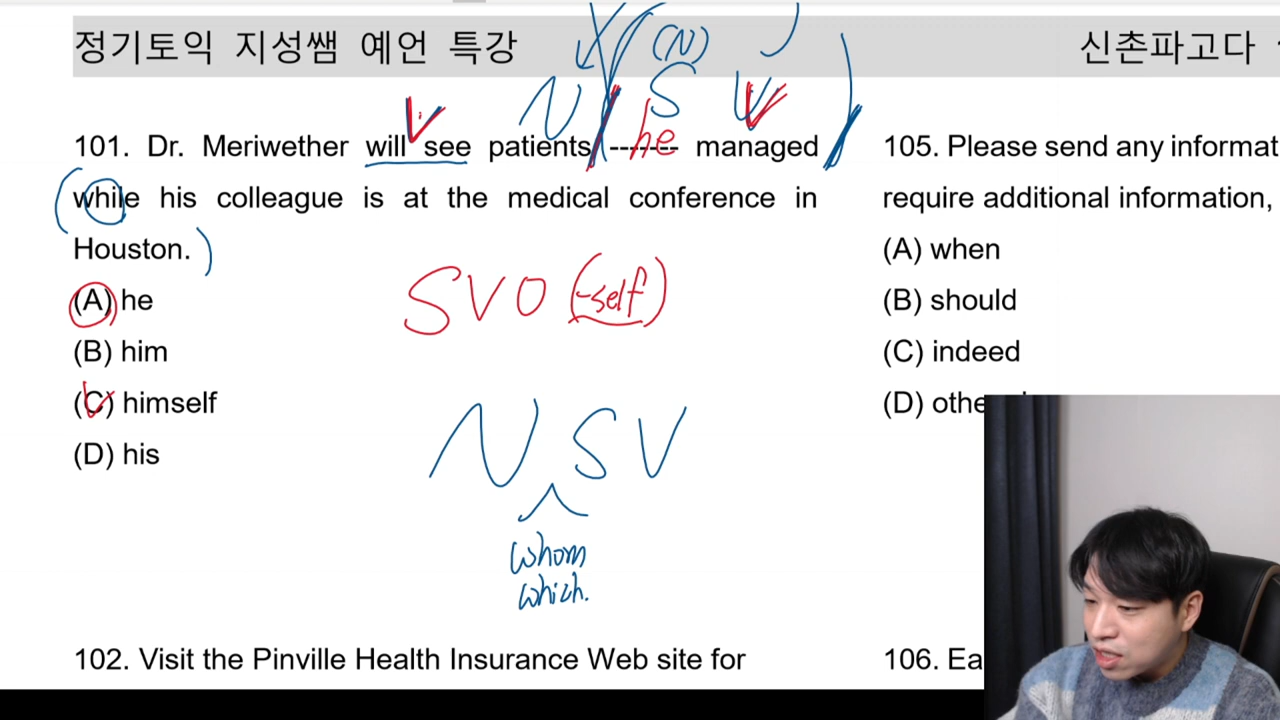 정기토익 지성쌤 예언 특강
신촌파고다
(N)
N S V
he
101. Dr. Meriwether will see patients ------- managed
while his colleague is at the medical conference in
Houston.
(A) he
(B) him
(C) himself
(D) his
S V O (-self)
N S V
whom
which.
102. Visit the Pinville Health Insurance Web site for
105. Please send any informat
require additional information,
(A) when
(B) should
(C) indeed
(D) othe
106. Ea